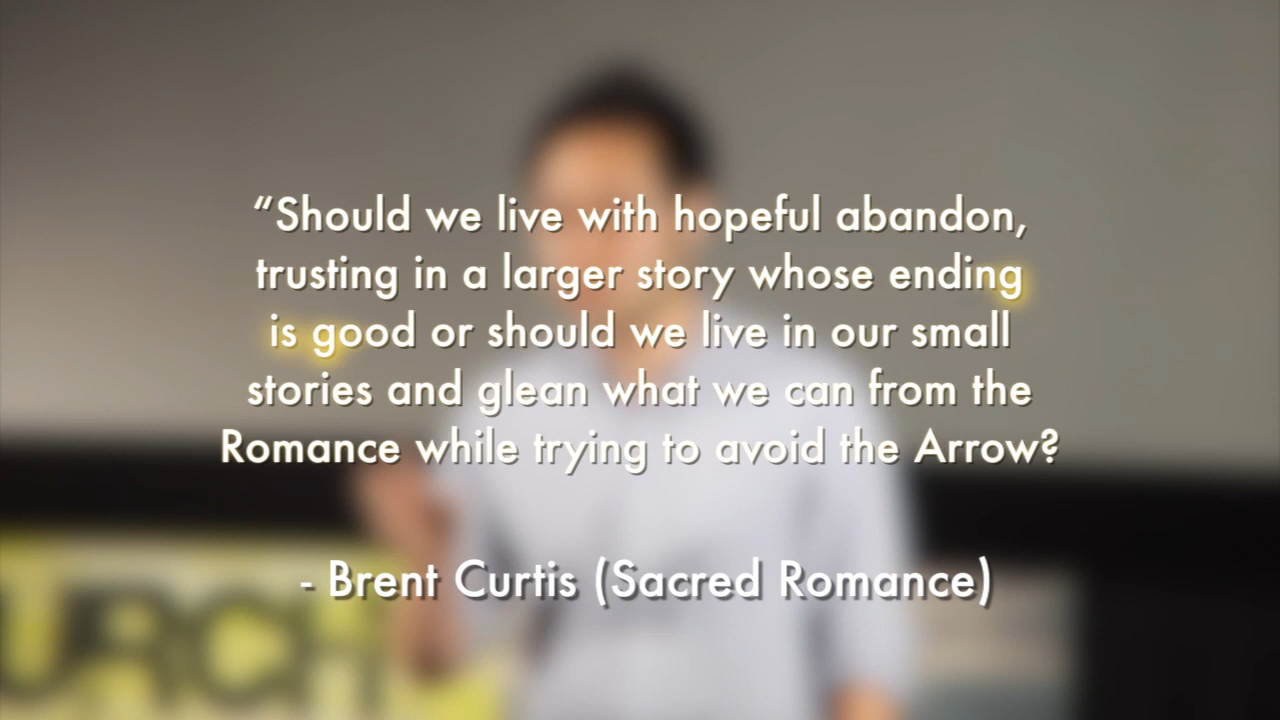 “Should we live with hopeful abandon,
trusting in a larger story whose ending
is good or should we live in our small
stories and glean what we can from the
Romance while trying to avoid the Arrow?
- Brent Curtis (Sacred Romance)
URCH